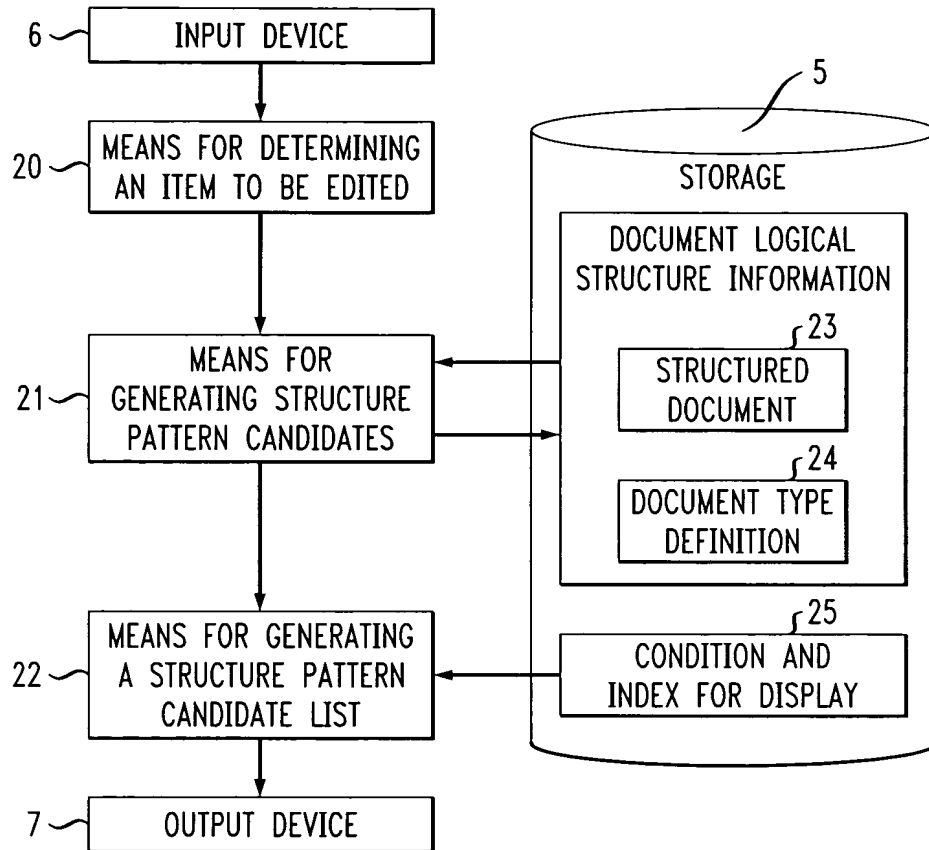 6
INPUT DEVICE
20
MEANS FOR DETERMINING
AN ITEM TO BE EDITED
21
MEANS FOR
GENERATING STRUCTURE
PATTERN CANDIDATES
22
MEANS FOR GENERATING
A STRUCTURE PATTERN
CANDIDATE LIST
7
OUTPUT DEVICE
5
STORAGE
DOCUMENT LOGICAL
STRUCTURE INFORMATION
23
STRUCTURED
DOCUMENT
24
DOCUMENT TYPE
DEFINITION
25
CONDITION AND
INDEX FOR DISPLAY